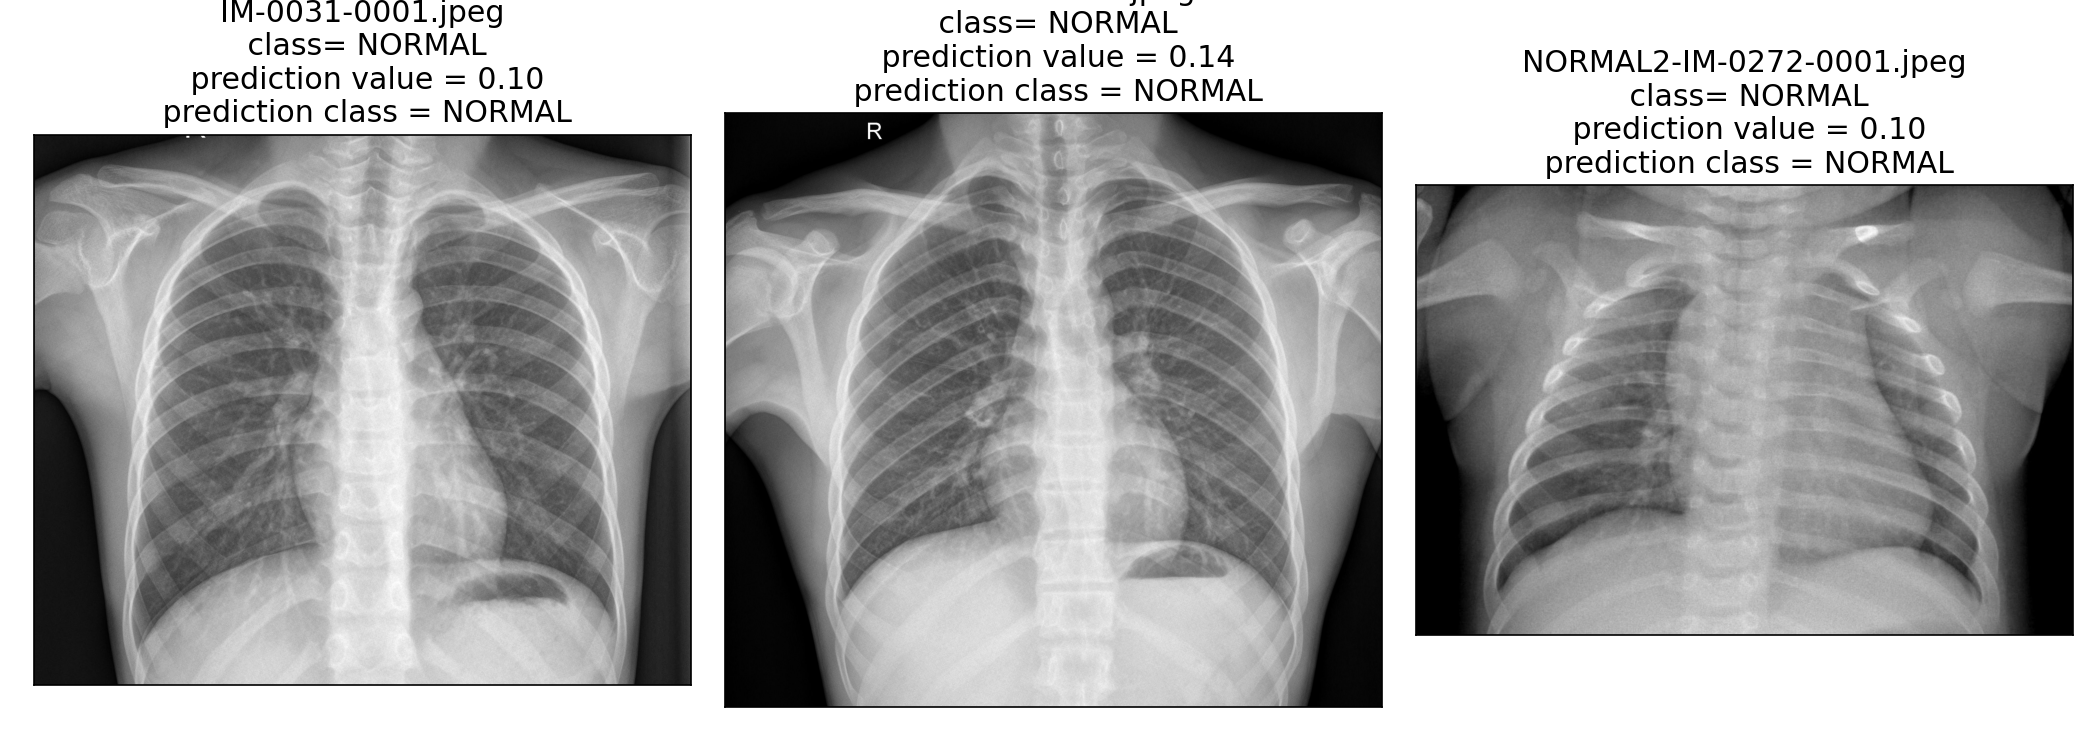 IM-0031-0001.jpeg
class= NORMAL
prediction value = 0.10
prediction class = NORMAL
class= NORMAL
prediction value = 0.14
prediction class = NORMAL
R
NORMAL2-IM-0272-0001.jpeg
class= NORMAL
prediction value = 0.10
prediction class = NORMAL